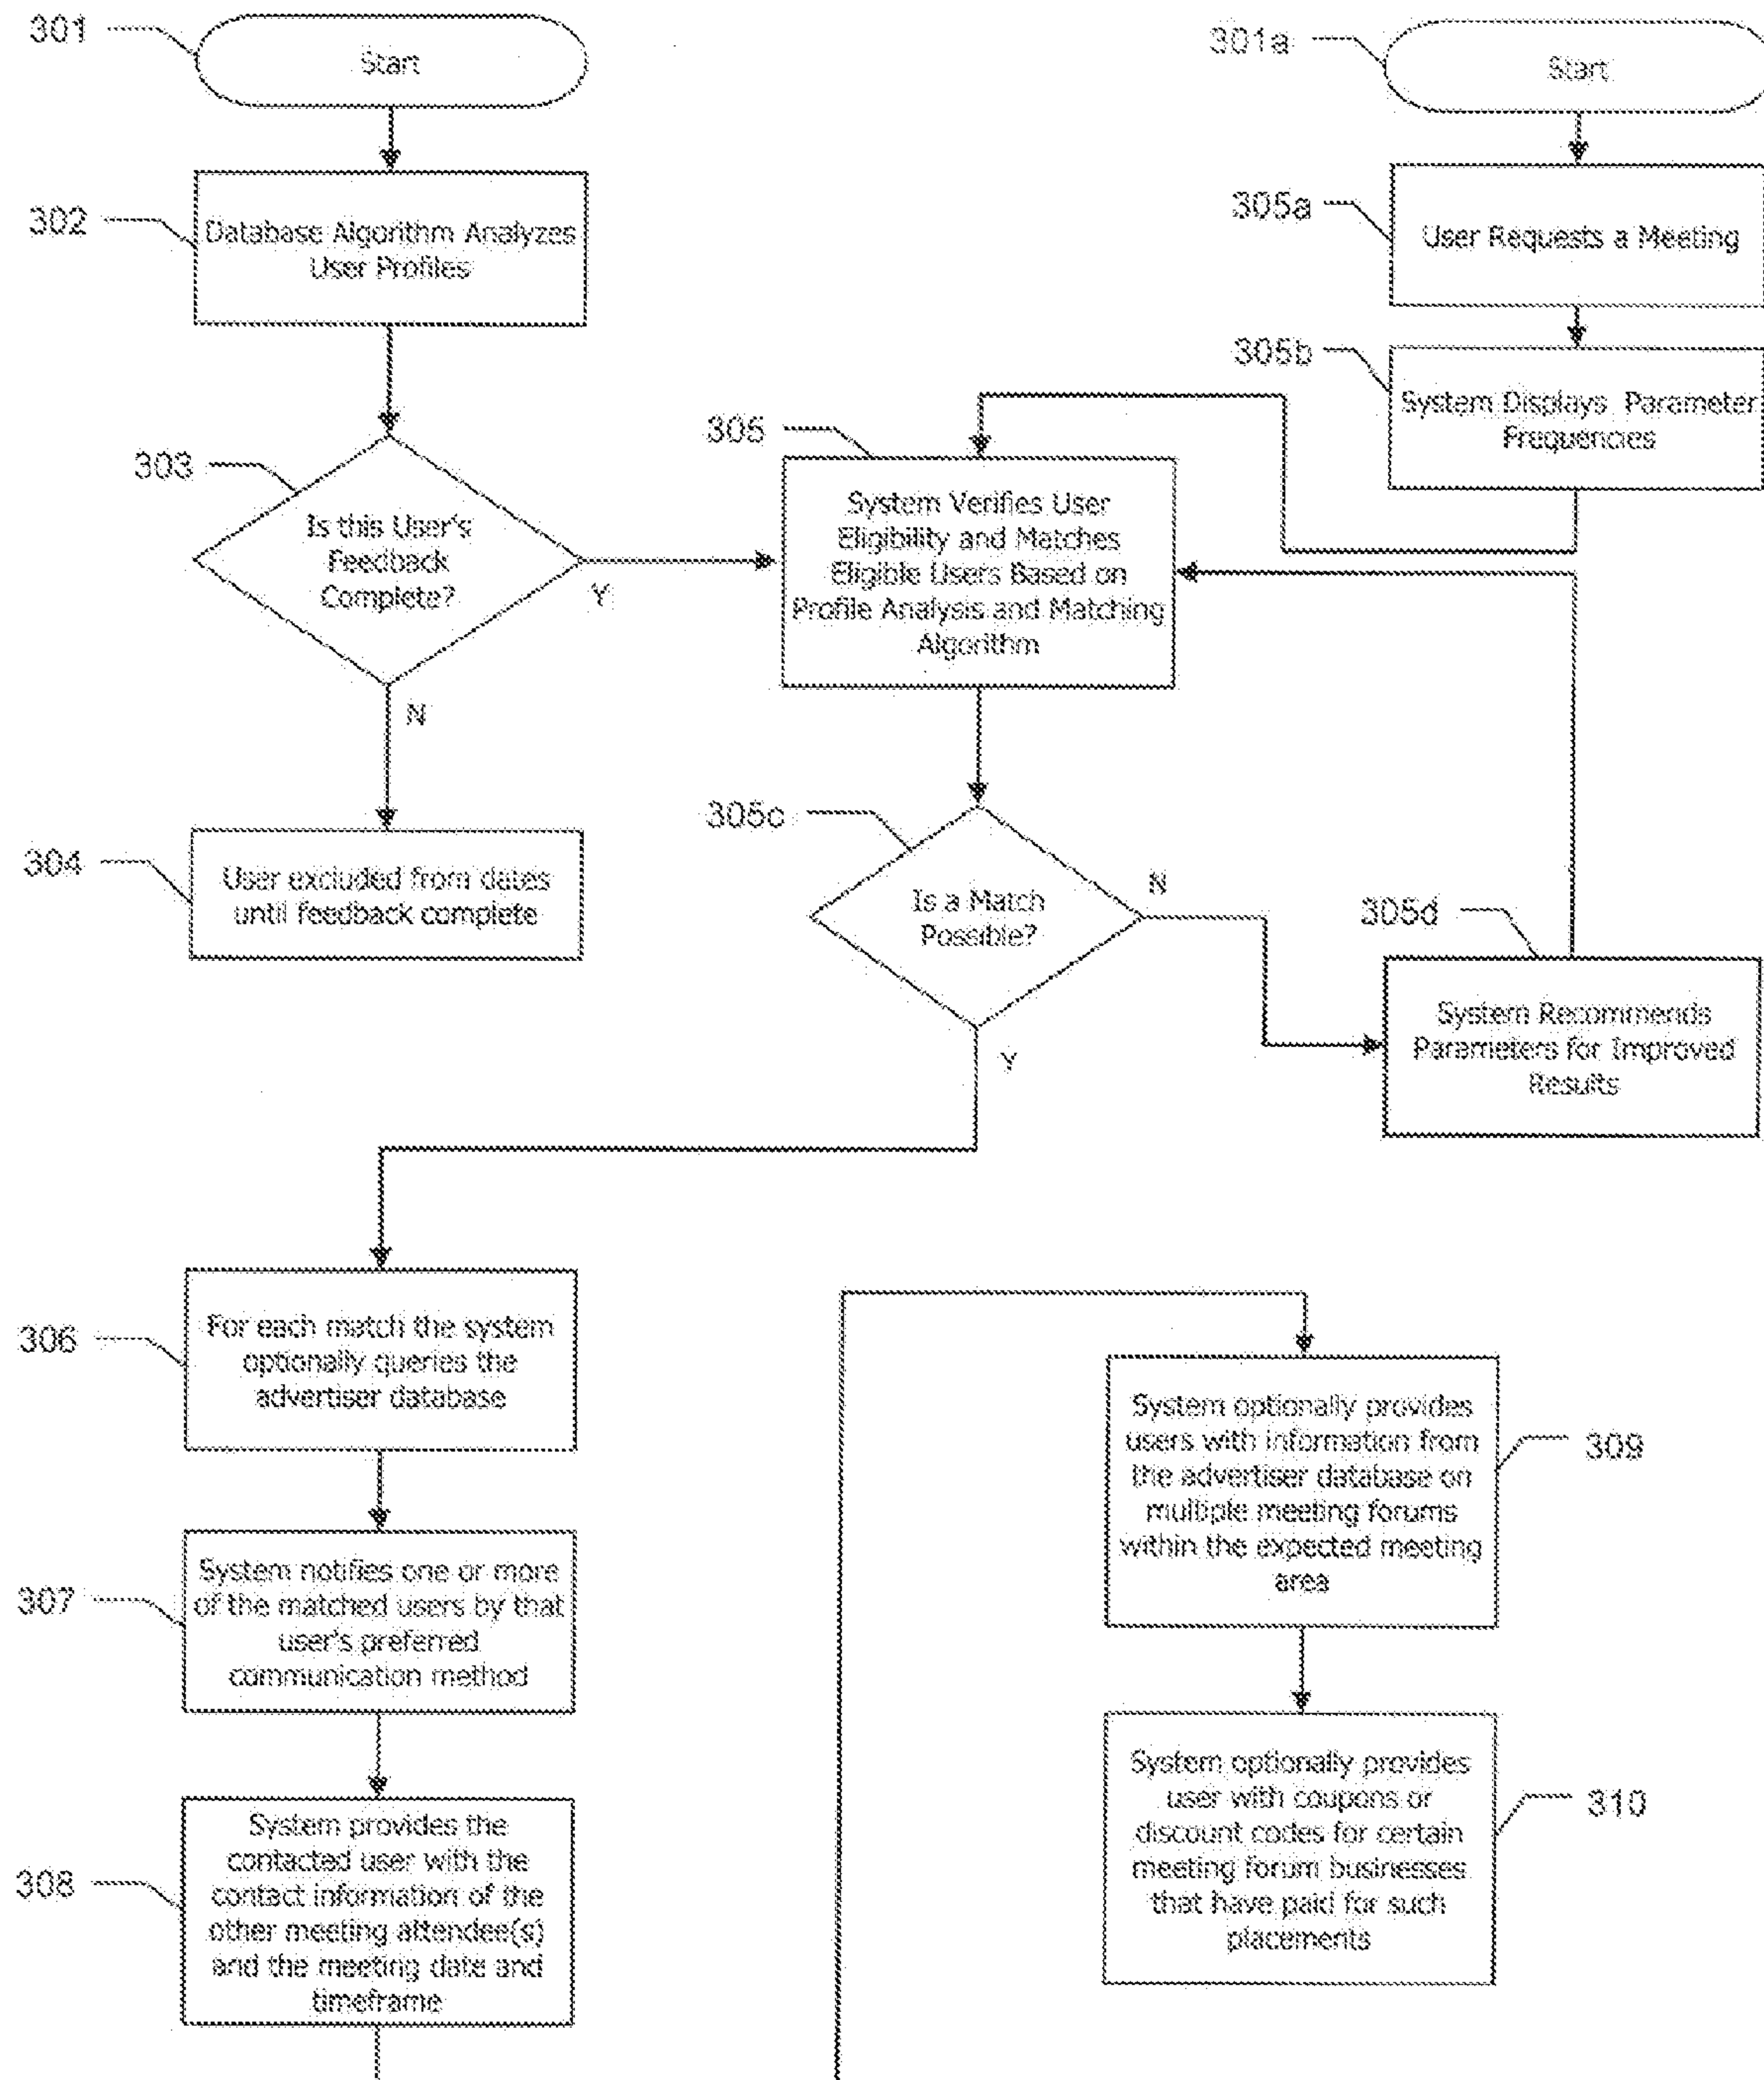 301
Start
302
Database Algorithm Analyzes
User Profiles
303
Is this User's
Feedback
Complete?
Y
N
304
User excluded from dates
until feedback complete
301a
Start
305a
User Requests a Meeting
305b
System Displays Parameter
Frequencies
305
System Verifies User
Eligibility and Matches
Eligible Users Based on
Profile Analysis and Matching
Algorithm
305c
Is a Match
Possible?
N
Y
305d
System Recommends
Parameters for Improved
Results
306
For each match the system
optionally queries the
advertiser database
307
System notifies one or more
of the matched users by that
user's preferred
communication method
308
System provides the
contacted user with the
contact information of the
other meeting attendee(s)
and the meeting date and
timeframe
System optionally provides
users with information from
the advertiser database on
multiple meeting forums
within the expected meeting
area
309
System optionally provides
user with coupons or
discount codes for certain
meeting forum businesses
that have paid for such
placements
310